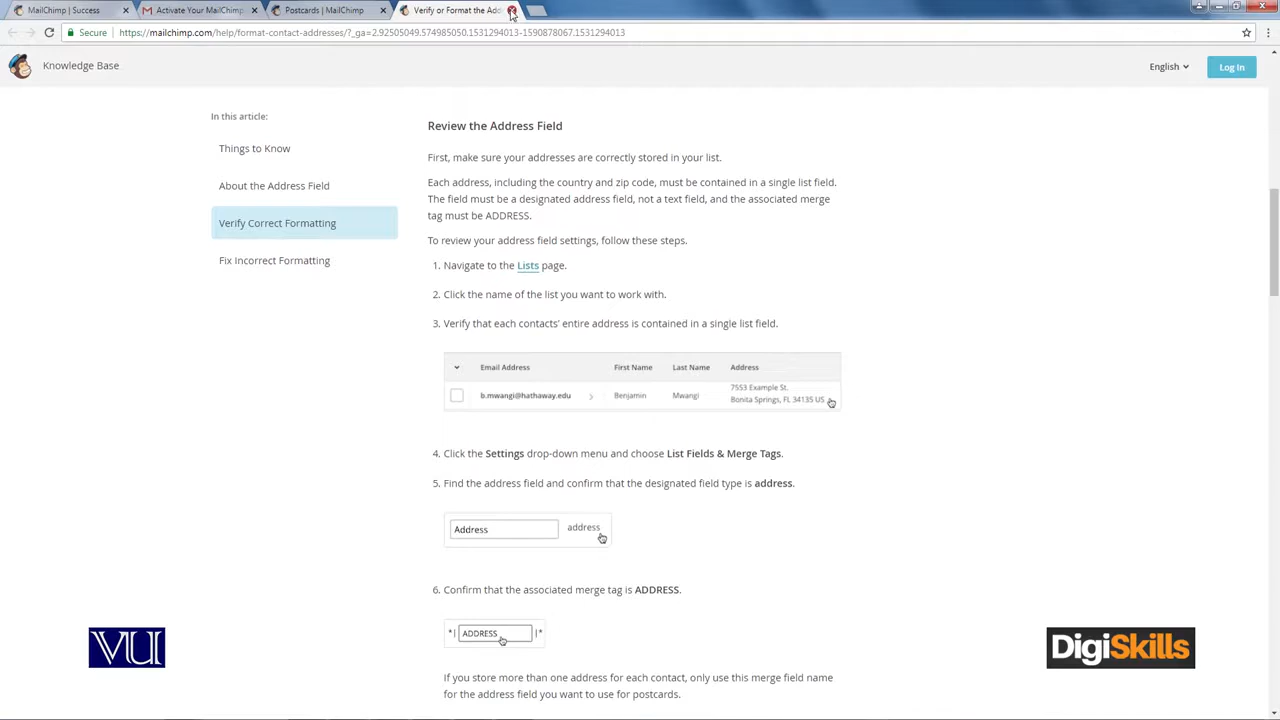 MailChimp | Success
Activate Your MailChimp
Postcards | MailChimp
Verify or Format the Add
Secure
https://mailchimp.com/help/format-contact-addresses/?_ga=2.92505049.574985050.1531294013-1590878067.1531294013
Knowledge Base
English
Log In
In this article:
Things to Know
About the Address Field
Verify Correct Formatting
Fix Incorrect Formatting
Review the Address Field
First, make sure your addresses are correctly stored in your list.
Each address, including the country and zip code, must be contained in a single list field.
The field must be a designated address field, not a text field, and the associated merge
tag must be ADDRESS.
To review your address field settings, follow these steps.
1. Navigate to the Lists page.
2. Click the name of the list you want to work with.
3. Verify that each contacts' entire address is contained in a single list field.
Email Address First Name Last Name Address
b.mwangi@hathaway.edu Benjamin Mwangi 7553 Example St.
Bonita Springs, FL 34135 US
4. Click the Settings drop-down menu and choose List Fields & Merge Tags.
5. Find the address field and confirm that the designated field type is address.
Address address
6. Confirm that the associated merge tag is ADDRESS.
*| ADDRESS |*
If you store more than one address for each contact, only use this merge field name
for the address field you want to use for postcards.
VU
DigiSkills